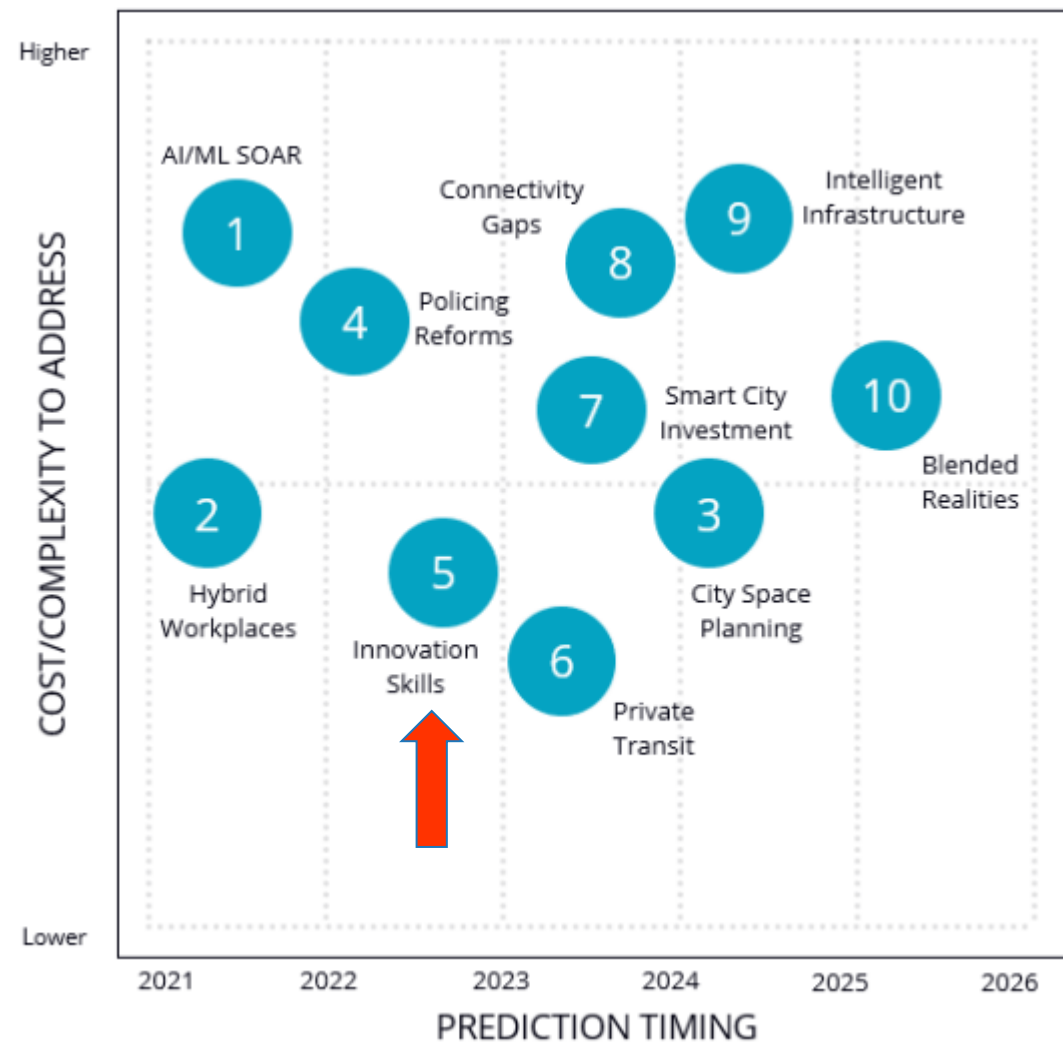 Higher
AI/ML SOAR
1
Connectivity
Gaps
8
9
Intelligent
Infrastructure
4
Policing
Reforms
7
Smart City
Investment
10
Blended
Realities
2
Hybrid
Workplaces
5
Innovation
Skills
3
City Space
Planning
6
Private
Transit
COST/COMPLEXITY TO ADDRESS
Lower
2021
2022
2023
2024
2025
2026
PREDICTION TIMING